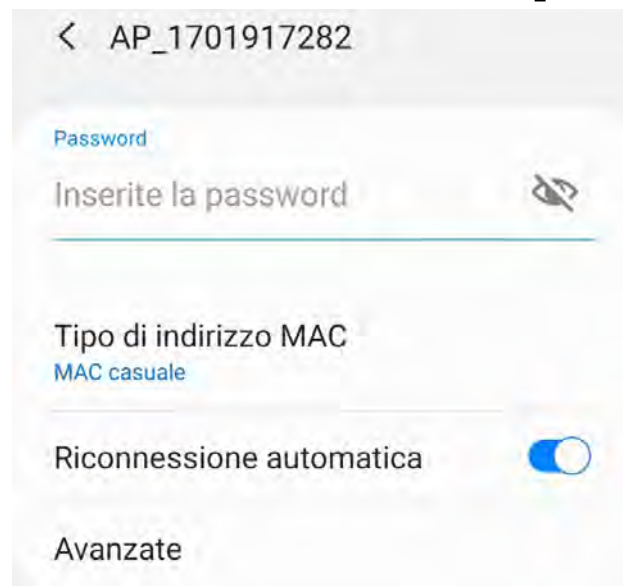 AP_1701917282
Password
Inserite la password
Tipo di indirizzo MAC
MAC casuale
Riconnessione automatica
Avanzate